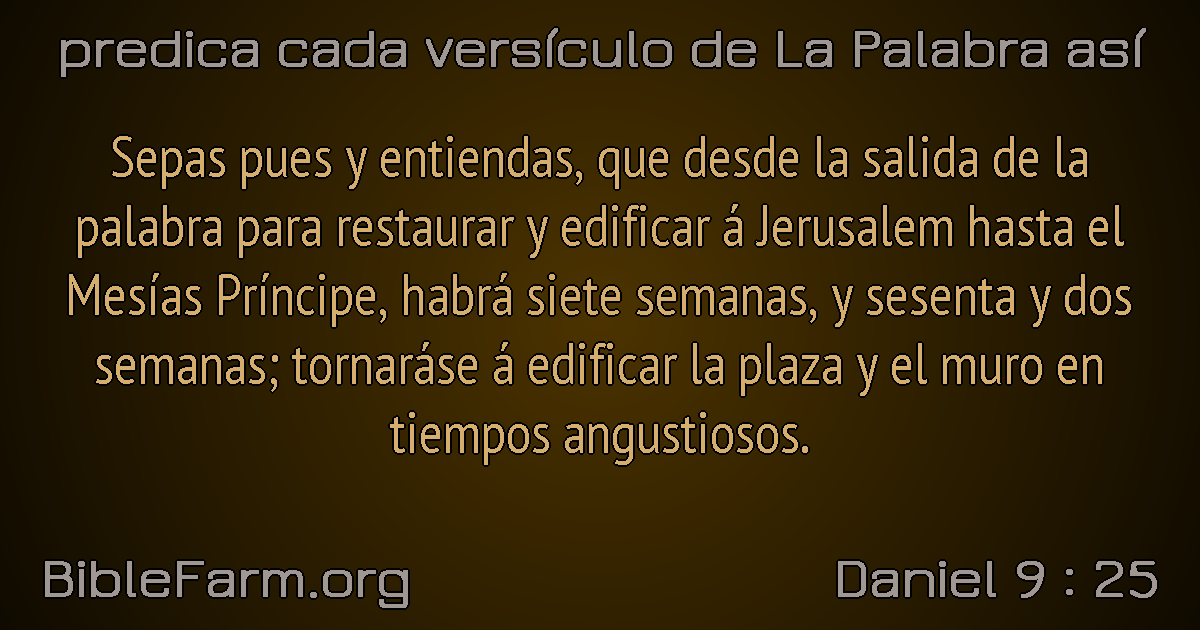 predica cada versículo de La Palabra así
Sepas pues y entiendas, que desde la salida de la
palabra para restaurar y edificar á Jerusalem hasta el
Mesías Príncipe, habrá siete semanas, y sesenta y dos
semanas; tornaráse á edificar la plaza y el muro en
tiempos angustiosos.
BibleFarm.org
Daniel 9 : 25